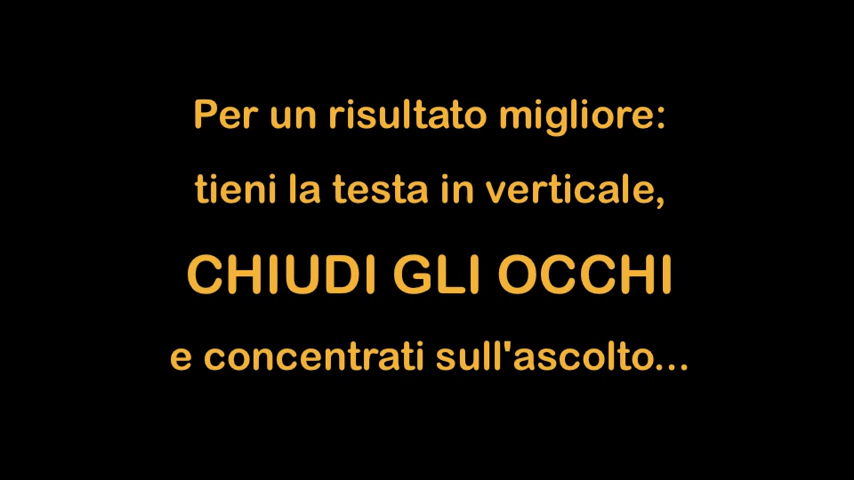 Per un risultato migliore:
tieni la testa in verticale,
CHIUDI GLI OCCHI
e concentrati sull'ascolto...